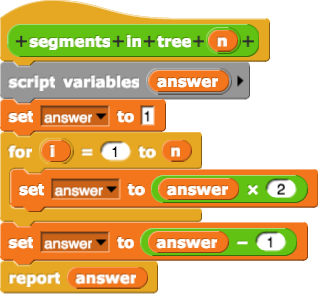 +segments+in+tree+n+
script variables answer
set answer to 1
for i = 1 to n
set answer to answer × 2
set answer to answer − 1
report answer